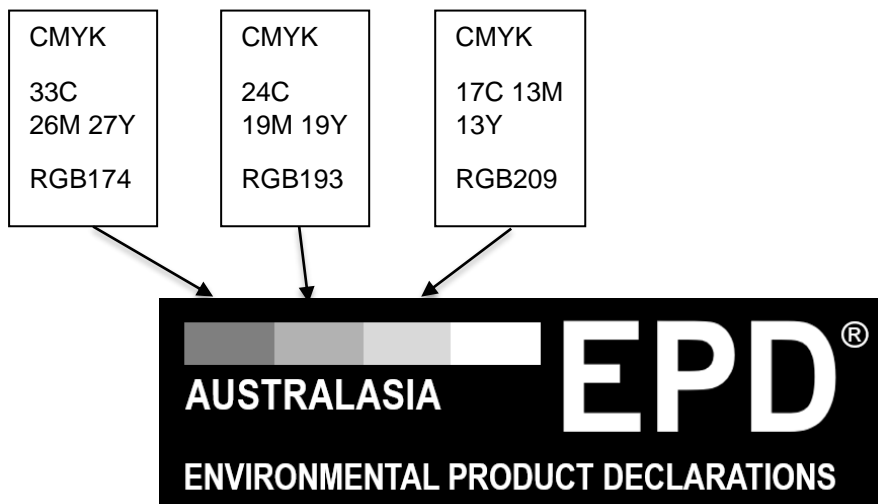 CMYK
33C
26M 27Y
RGB174
CMYK
24C
19M 19Y
RGB193
CMYK
17C 13M
13Y
RGB209
EPD®
AUSTRALASIA
ENVIRONMENTAL PRODUCT DECLARATIONS